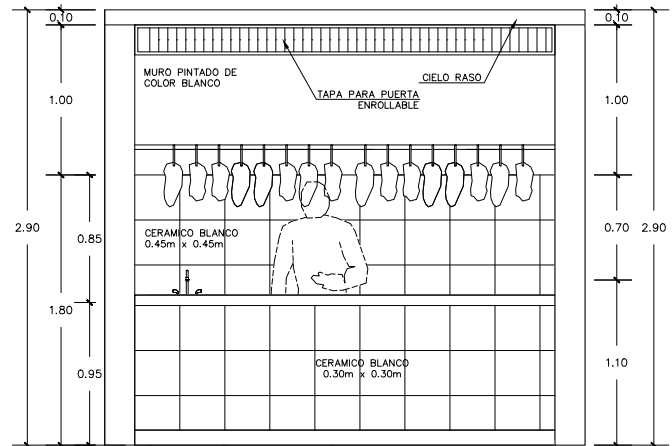 0.10
0.10
MURO PINTADO DE
COLOR BLANCO
CIELO RASO
TAPA PARA PUERTA
ENROLLABLE
1.00
1.00
2.90
0.85
CERAMICO BLANCO
0.45m x 0.45m
0.70
2.90
1.80
0.95
CERAMICO BLANCO
0.30m x 0.30m
1.10